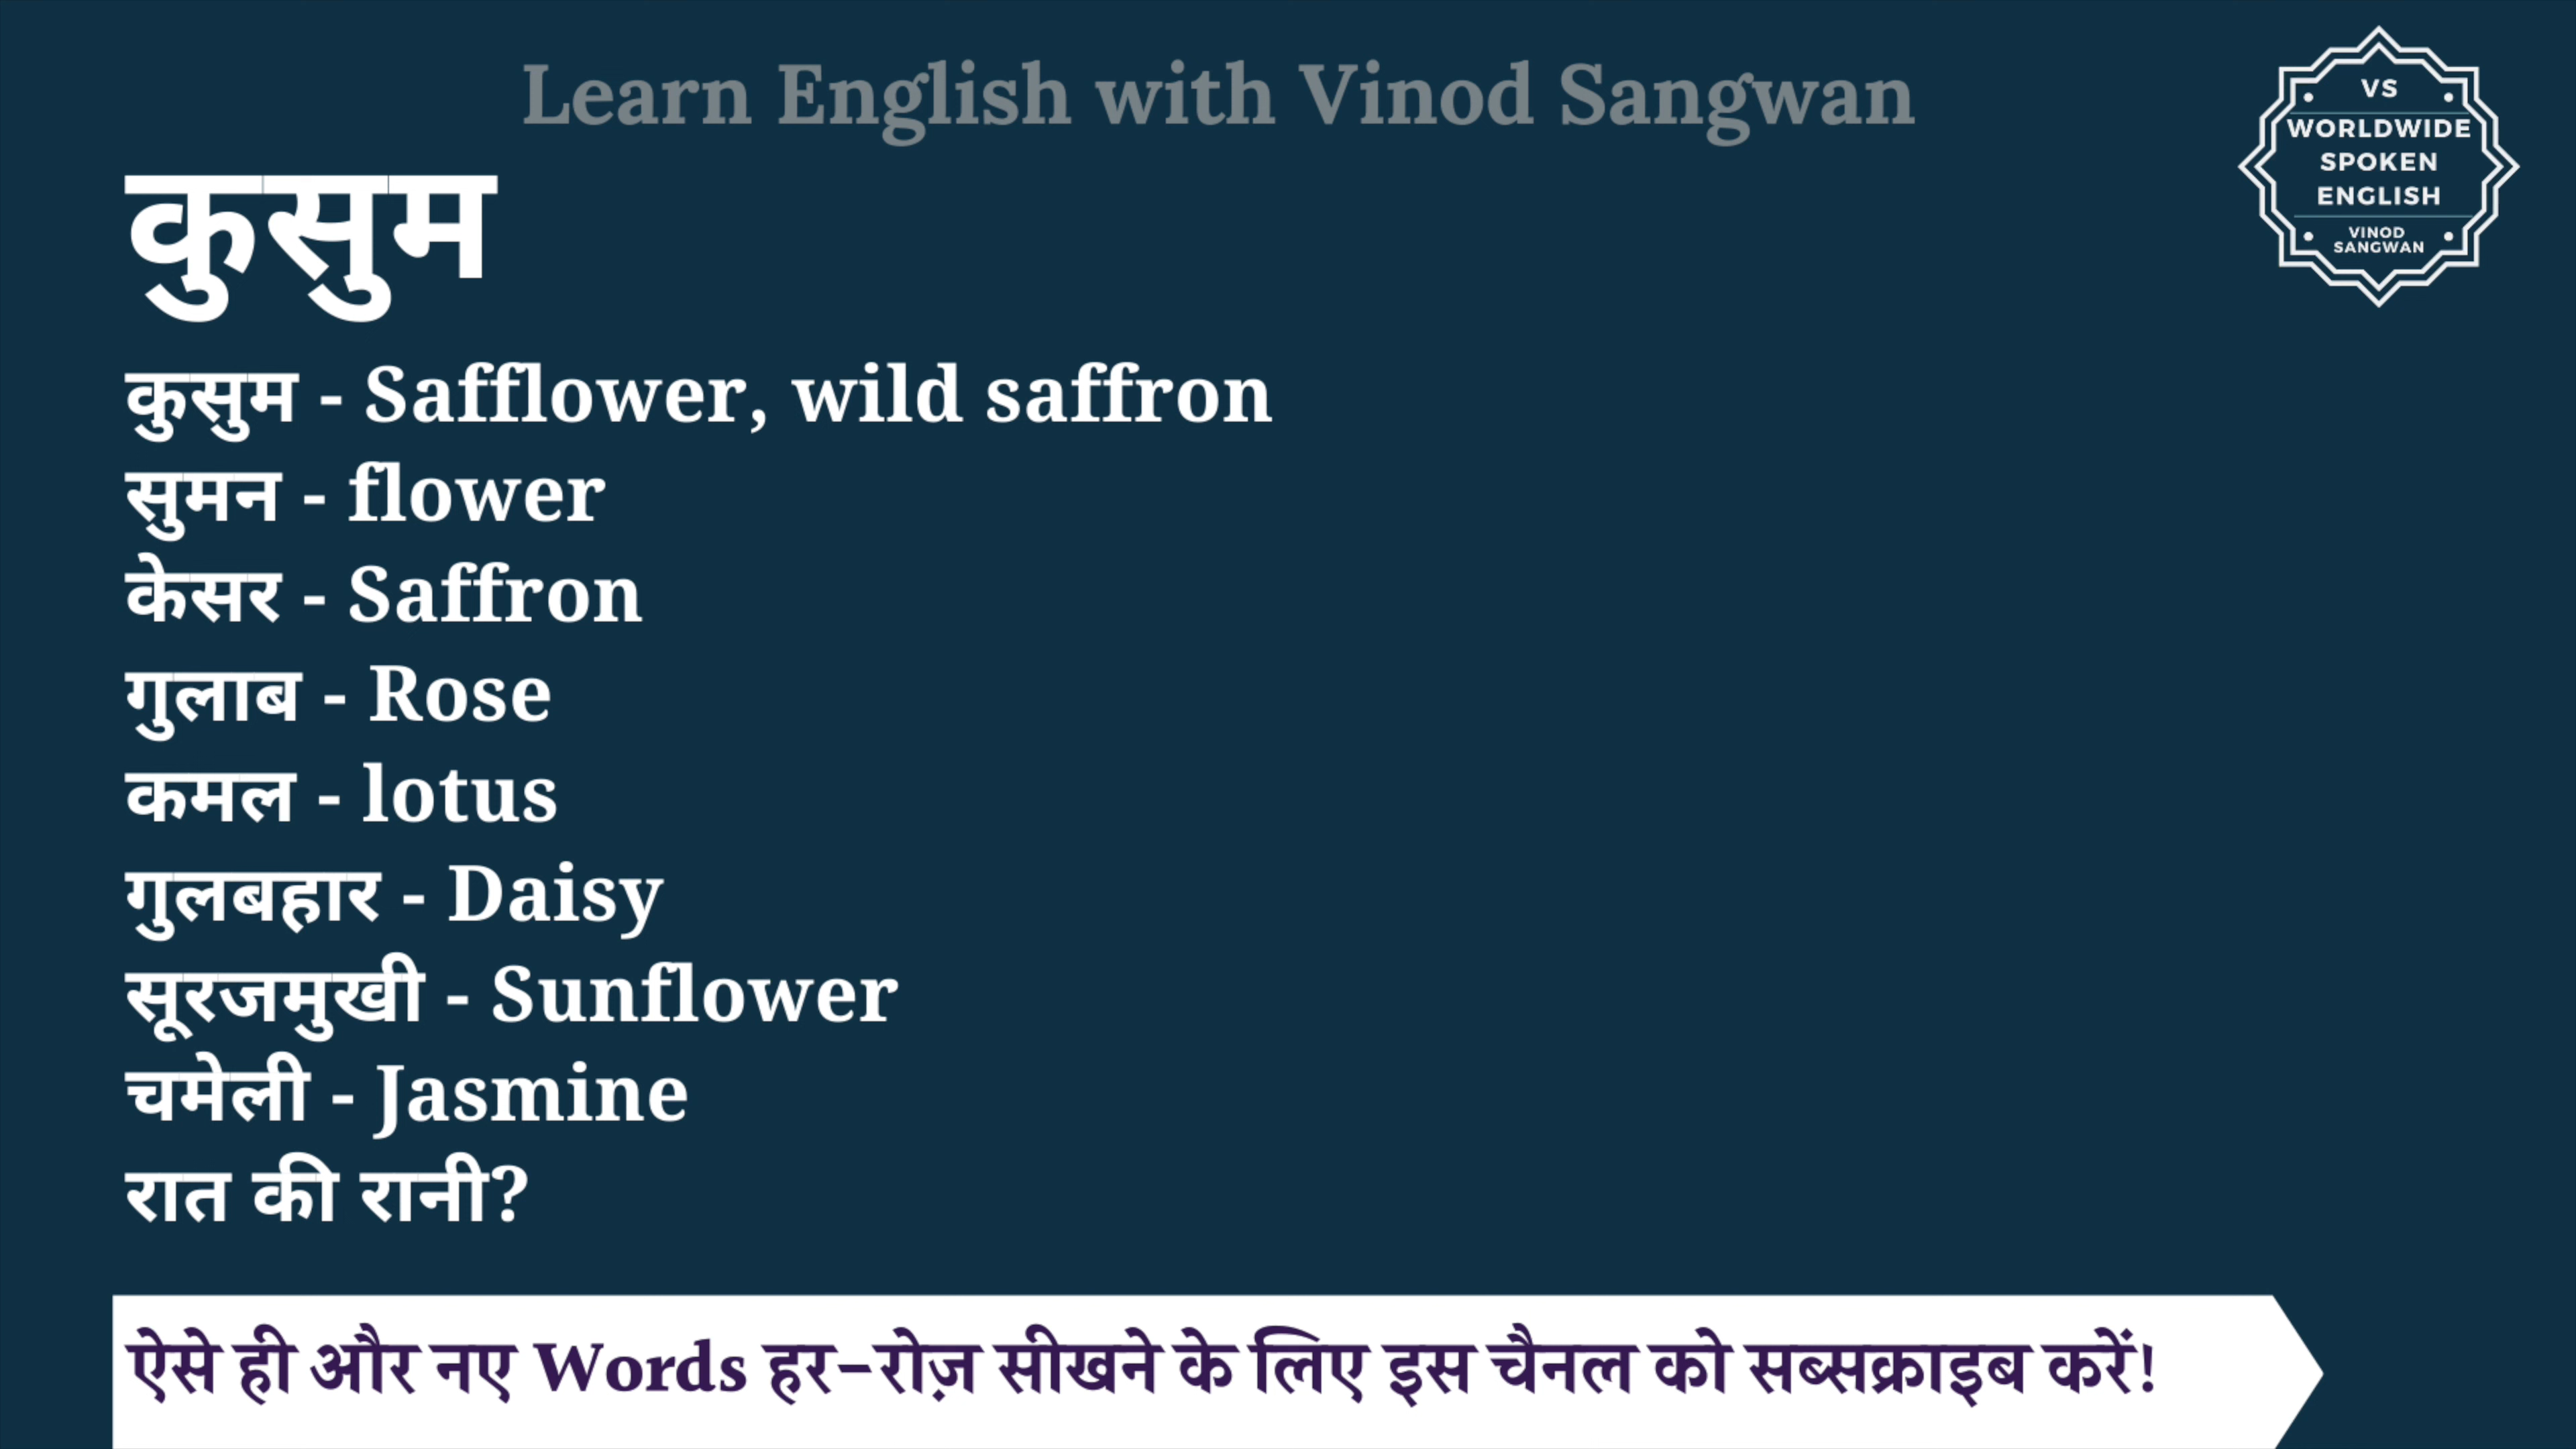 Learn English with Vinod Sangwan
VS
WORLDWIDE
SPOKEN
ENGLISH
VINOD
SANGWAN
कुसुम
कुसुम - Safflower, wild saffron
सुमन - flower
केसर - Saffron
गुलाब - Rose
कमल - lotus
गुलबहार - Daisy
सूरजमुखी - Sunflower
चमेली - Jasmine
रात की रानी?
ऐसे ही और नए Words हर-रोज़ सीखने के लिए इस चैनल को सब्सक्राइब करें!